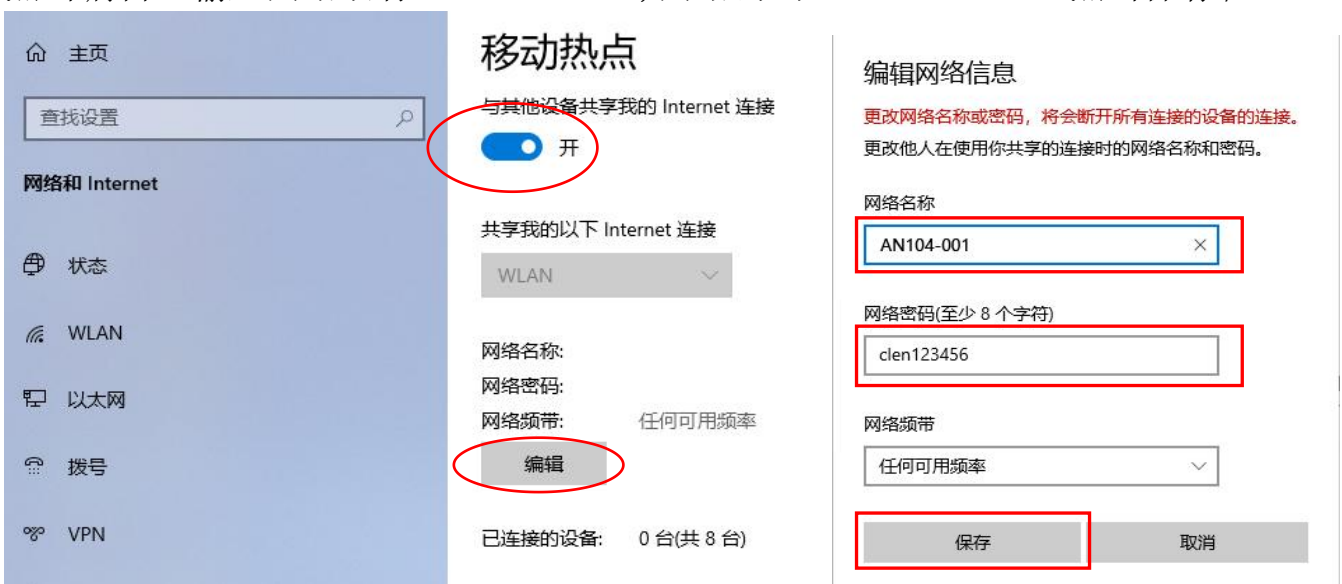 主页
查找设置
网络和 Internet
状态
WLAN
以太网
拨号
VPN
移动热点
与其他设备共享我的 Internet 连接
开
共享我的以下 Internet 连接
WLAN
网络名称:
网络密码:
网络频带: 任何可用频率
编辑
已连接的设备: 0 台(共 8 台)
编辑网络信息
更改网络名称或密码，将会断开所有连接的设备的连接。
更改他人在使用你共享的连接时的网络名称和密码。
网络名称
AN104-001
网络密码(至少 8 个字符)
clen123456
网络频带
任何可用频率
保存 取消